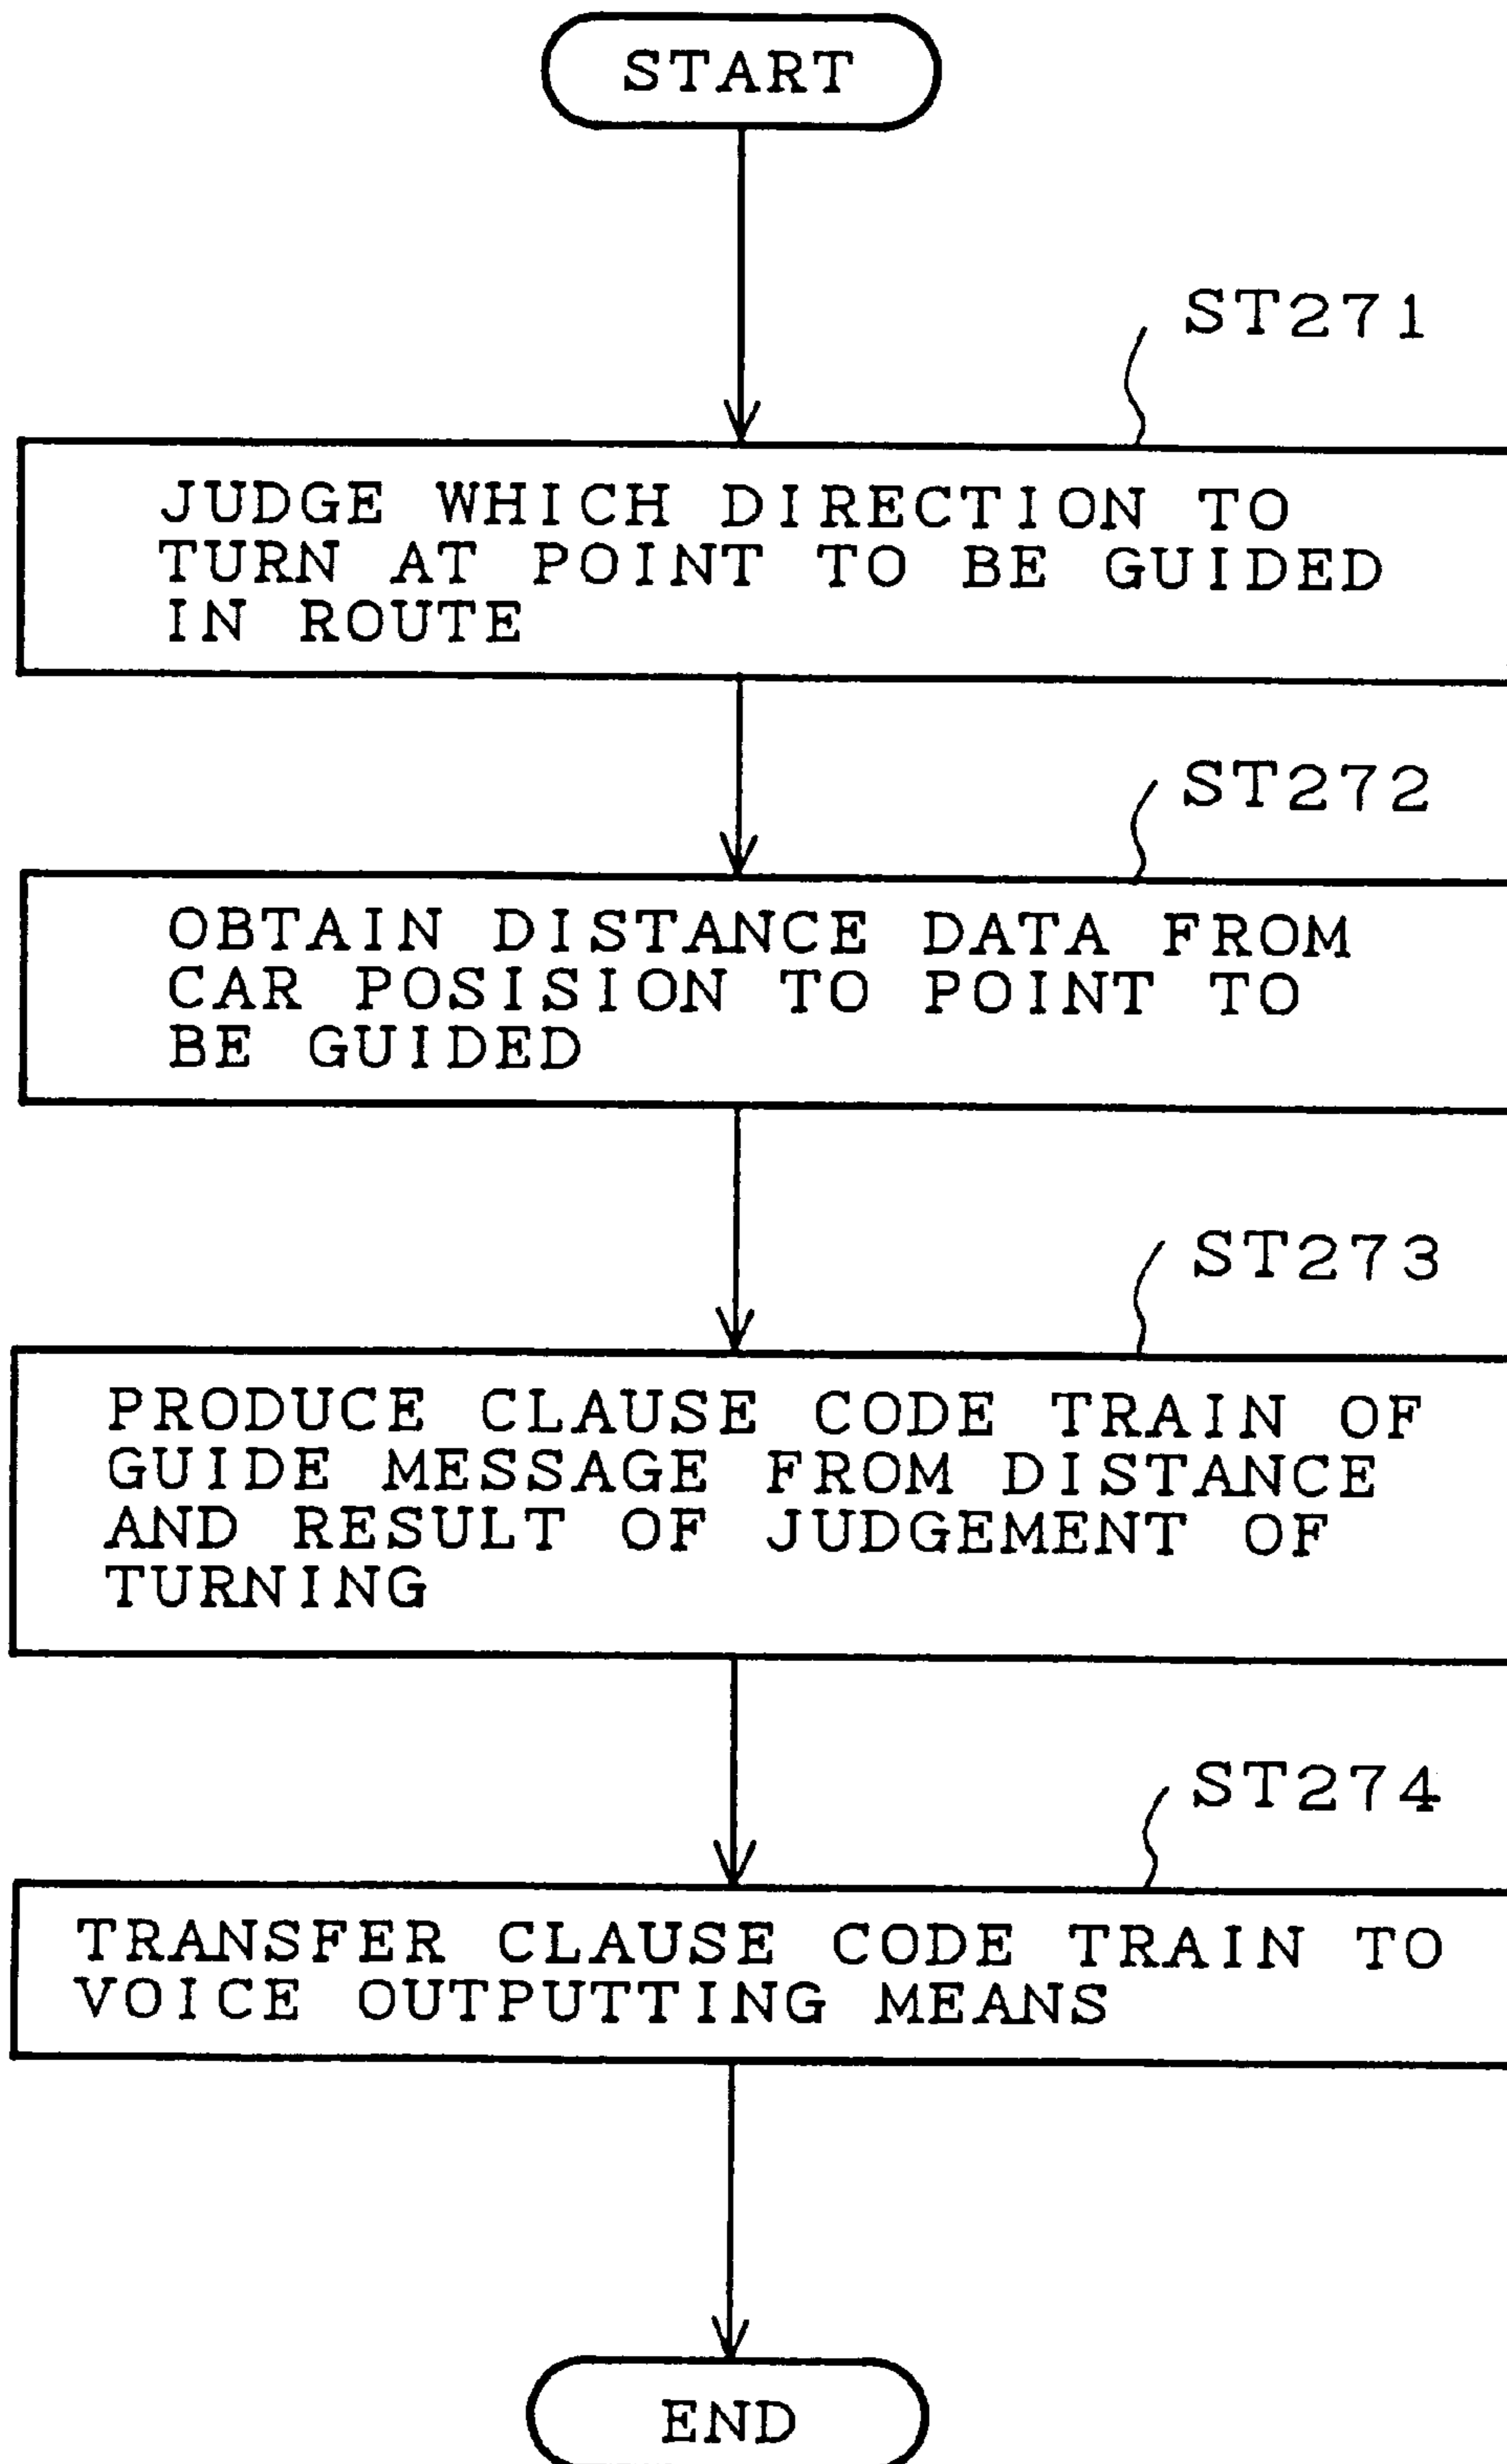 START
ST271
JUDGE WHICH DIRECTION TO
TURN AT POINT TO BE GUIDED
IN ROUTE
ST272
OBTAIN DISTANCE DATA FROM
CAR POSISION TO POINT TO
BE GUIDED
ST273
PRODUCE CLAUSE CODE TRAIN OF
GUIDE MESSAGE FROM DISTANCE
AND RESULT OF JUDGEMENT OF
TURNING
ST274
TRANSFER CLAUSE CODE TRAIN TO
VOICE OUTPUTTING MEANS
END